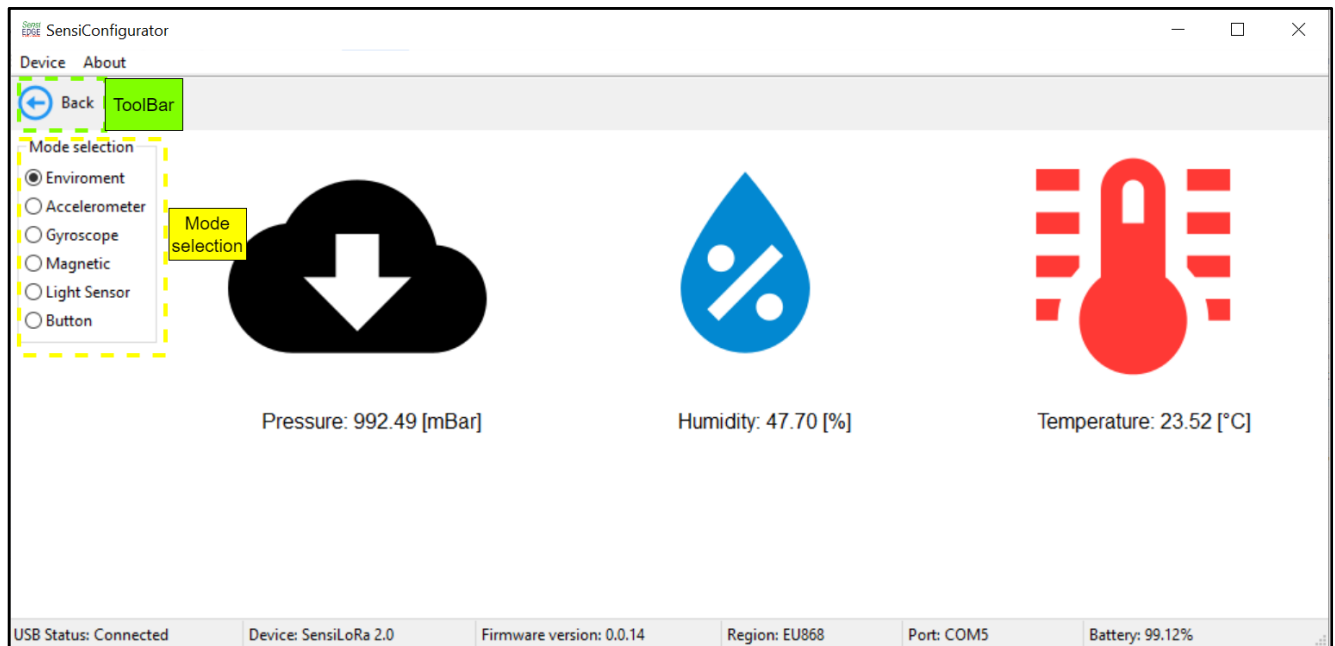 Sensi
EDGE
SensiConfigurator
Device About
Back
ToolBar
Mode selection
Enviroment
Accelerometer
Gyroscope
Magnetic
Light Sensor
Button
Mode
selection
%
Pressure: 992.49 [mBar]
Humidity: 47.70 [%]
Temperature: 23.52 [°C]
USB Status: Connected
Device: SensiLoRa 2.0
Firmware version: 0.0.14
Region: EU868
Port: COM5
Battery: 99.12%